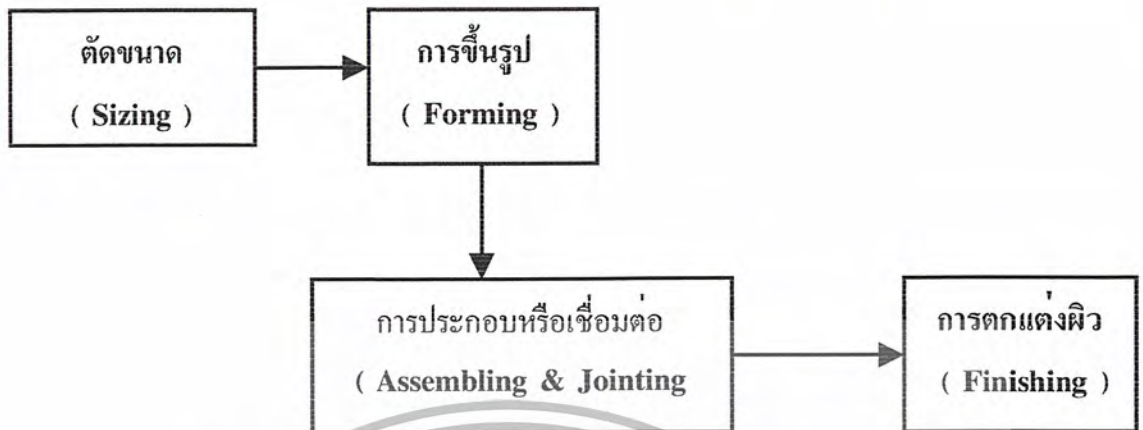 ตัดขนาด
( Sizing )
การขึ้นรูป
( Forming )
การประกอบหรือเชื่อมต่อ
( Assembling & Jointing
การตกแต่งผิว
( Finishing )